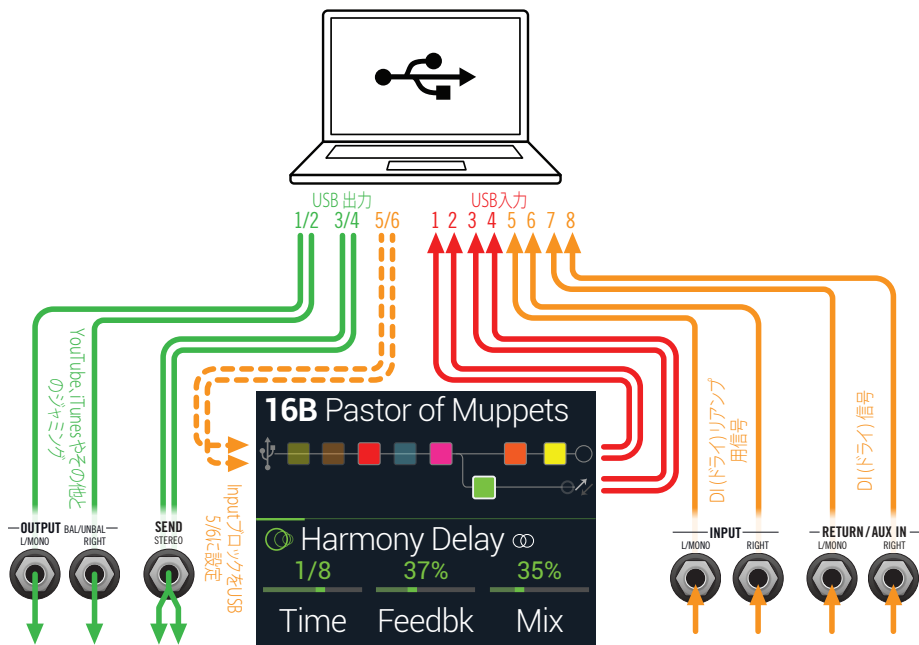 USB 出力
1/2 3/4 5/6
USB入力
1 2 3 4 5 6 7 8
YouTube、iTunesやその他と
のジャミング
Inputブロックを USB
5/6に設定
16B Pastor of Muppets
Harmony Delay
1/8 37% 35%
Time Feedbk Mix
DI(ドライ)リアンプ
用信号
DI(ドライ)信号
OUTPUT BAL/UNBAL
L/MONO RIGHT
SEND
STEREO
INPUT
L/MONO RIGHT
RETURN/AUX IN
L/MONO RIGHT